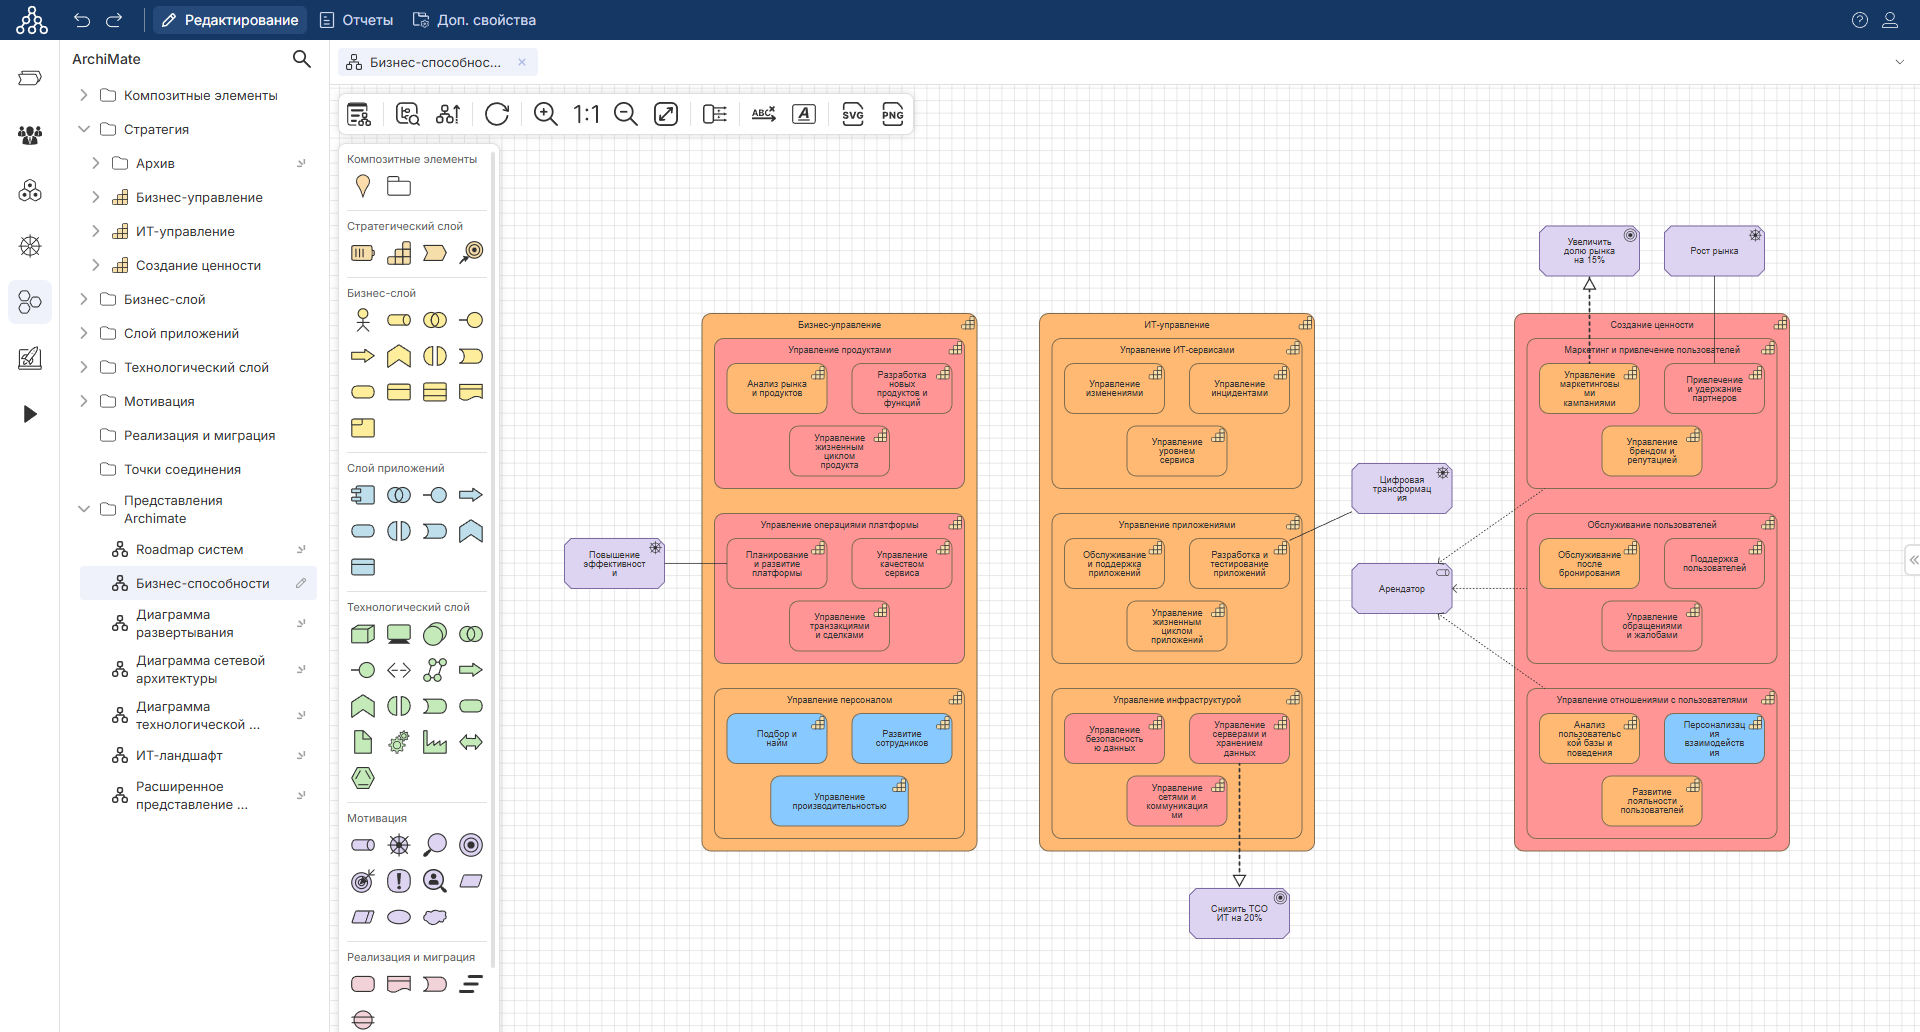 Редактирование
Отчеты
Доп. свойства
ArchiMate
Бизнес-способнос...
Композитные элементы
Стратегия
Архив
Бизнес-управление
ИТ-управление
Создание ценности
Бизнес-слой
Слой приложений
Технологический слой
Мотивация
Реализация и миграция
Точки соединения
Представления
Archimate
Roadmap систем
Бизнес-способности
Диаграмма
развертывания
Диаграмма сетевой
архитектуры
Диаграмма
технологической ...
ИТ-ландшафт
Расширенное
представление ...
1:1
ABC
A
SVG
PNG
Композитные элементы
Стратегический слой
Бизнес-слой
Слой приложений
Технологический слой
Мотивация
Реализация и миграция
Повышение
эффективност
и
Бизнес-управление
Управление продуктами
Анализ рынка
и продуктов
Разработка
новых
продуктов и
функций
Управление
жизненным
циклом
продукта
Управление операциями платформы
Планирование
и развитие
платформы
Управление
качеством
сервиса
Управление
транзакциями
и сделками
Управление персоналом
Подбор и
найм
Развитие
сотрудников
Управление
производительностью
ИТ-управление
Управление ИТ-сервисами
Управление
изменениями
Управление
инцидентами
Управление
уровнем
сервиса
Управление приложениями
Обслуживание
и поддержка
приложений
Разработка и
тестирование
приложений
Управление
жизненным
циклом
приложений
Управление инфраструктурой
Управление
безопасность
ю данных
Управление
серверами и
хранением
данных
Управление
сетями и
коммуникация
ми
Снизить TCO
ИТ на 20%
Цифровая
трансформац
ия
Арендатор
Увеличить
долю рынка
на 15%
Рост рынка
Создание ценности
Маркетинг и привлечение пользователей
Управление
маркетинговы
ми
кампаниями
Привлечение
и удержание
партнеров
Управление
брендом и
репутацией
Обслуживание пользователей
Обслуживание
после
бронирования
Поддержка
пользователей
Управление
обращениями
и жалобами
Управление отношениями с пользователями
Анализ
пользовательс
кой базы и
поведения
Персонализац
ия
взаимодейств
ия
Развитие
лояльности
пользователей